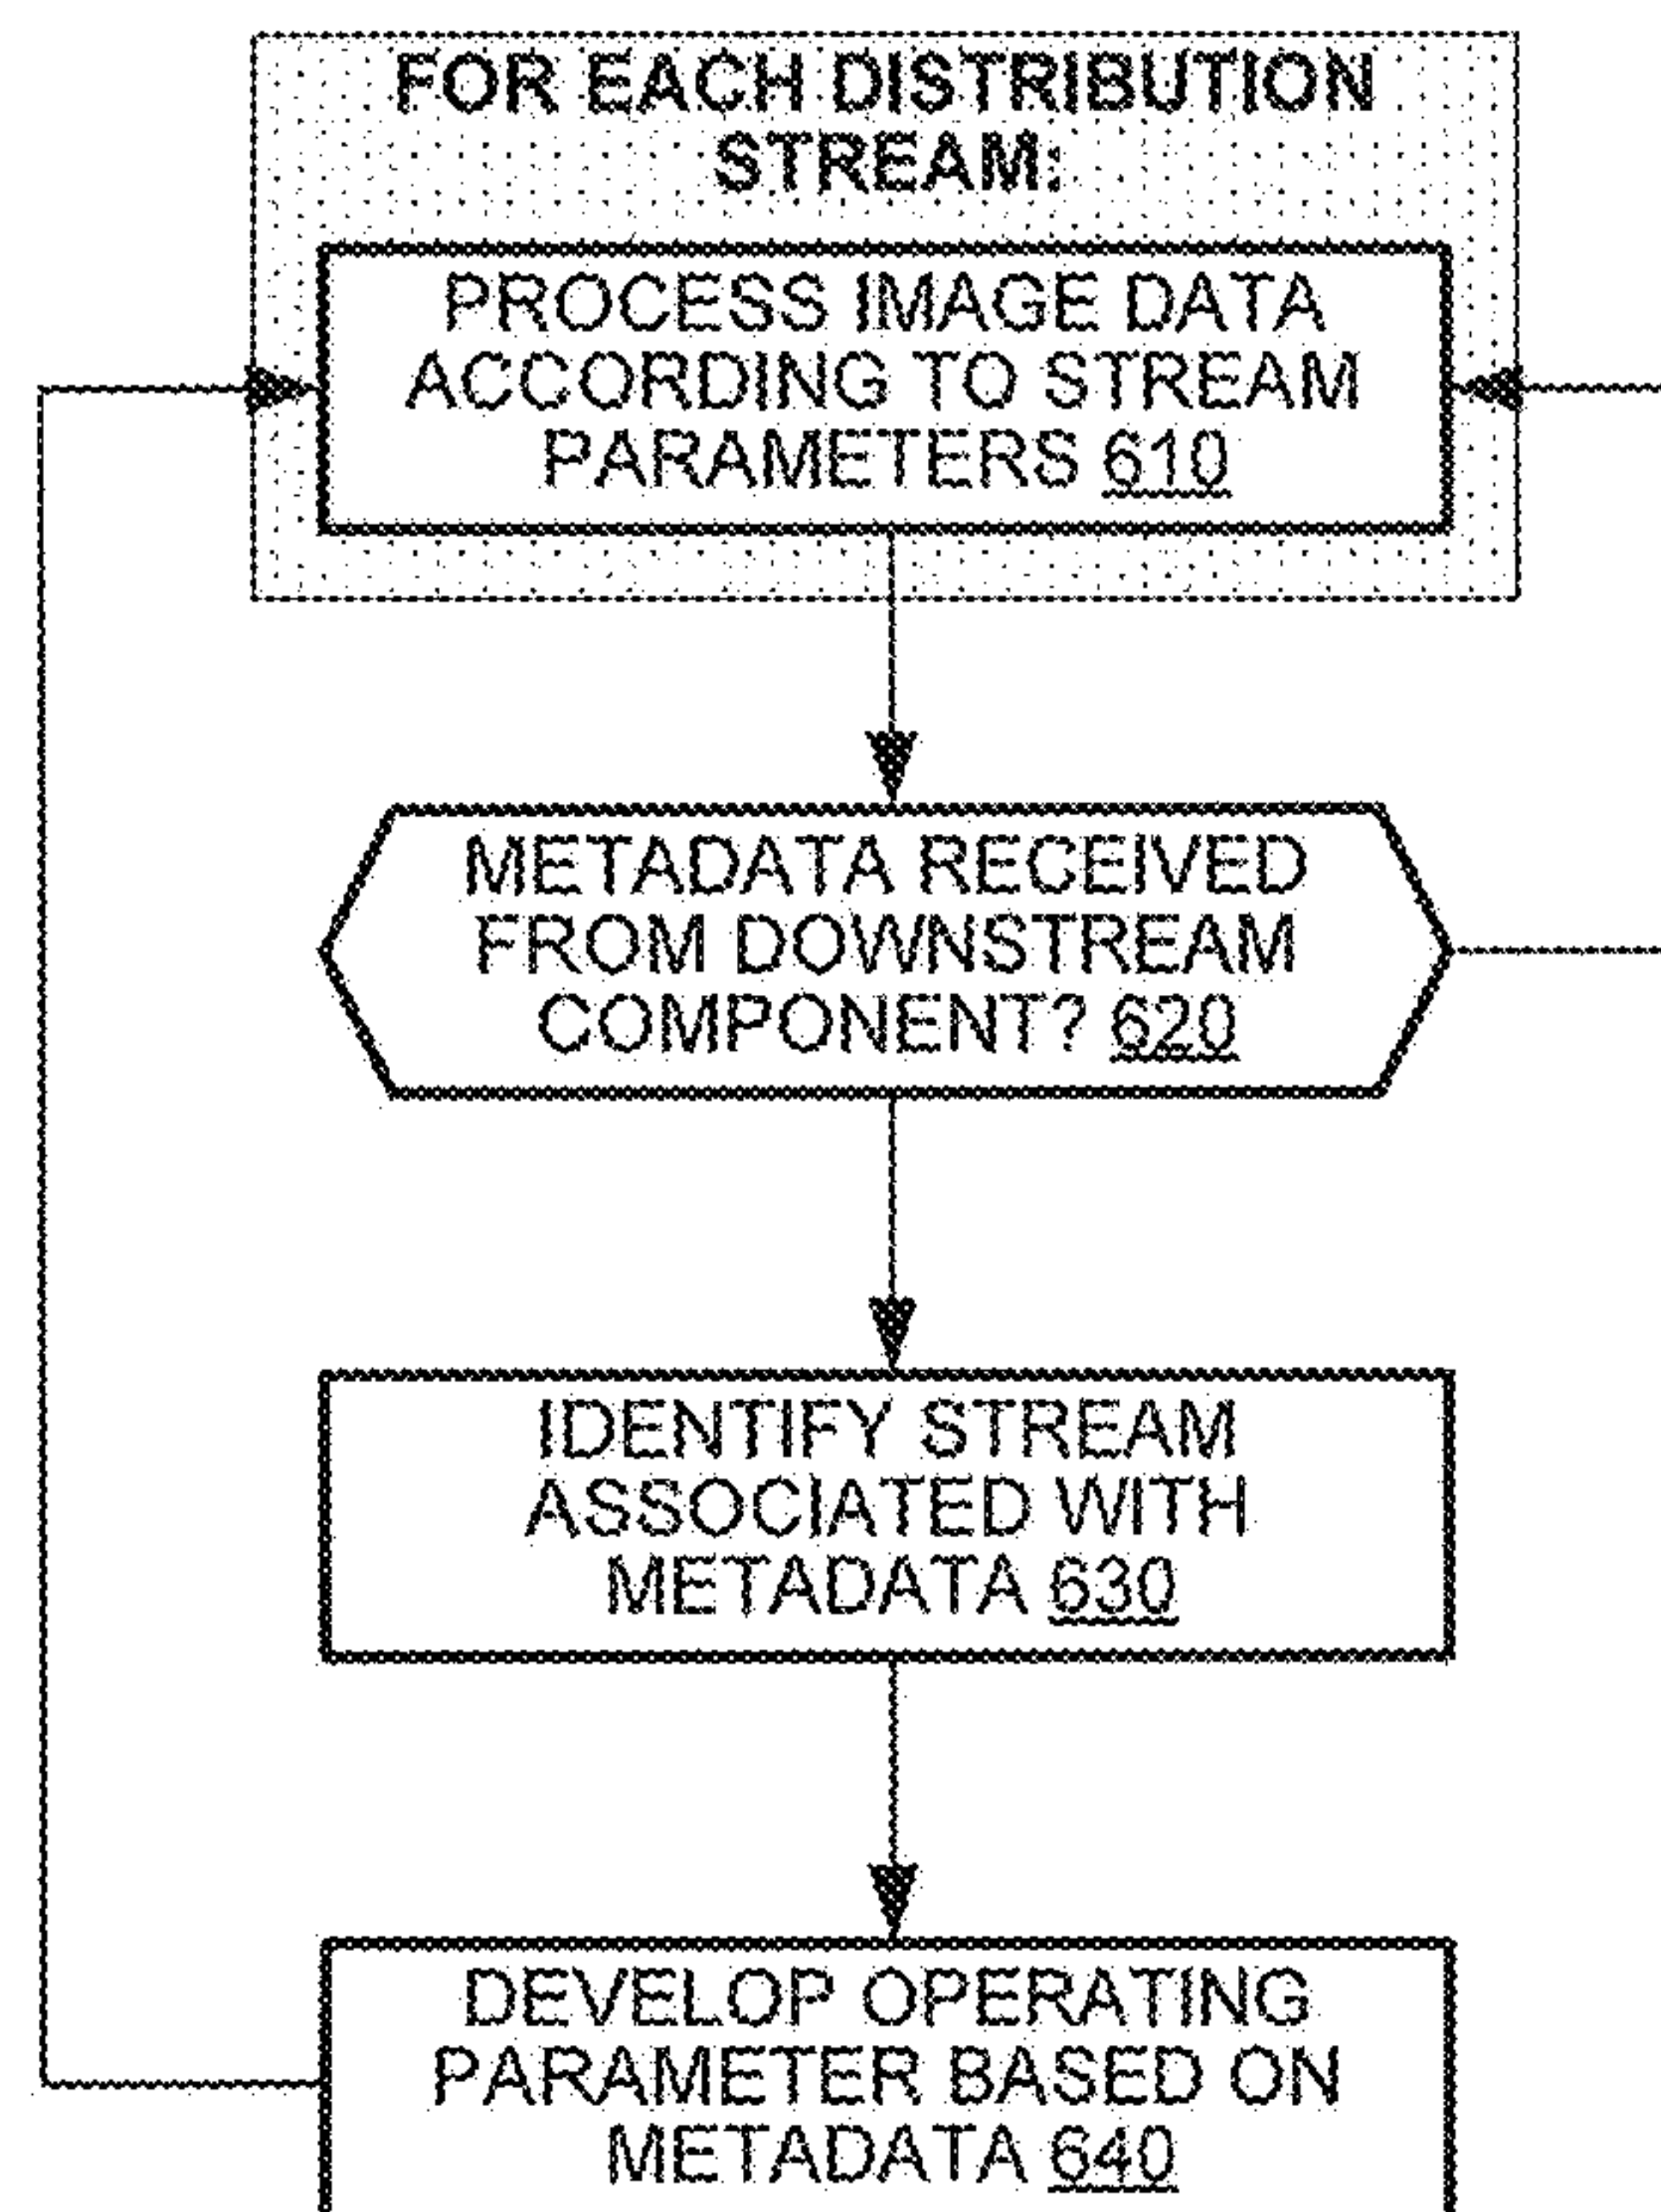 FOR EACH DISTRIBUTION
STREAM:
PROCESS IMAGE DATA
ACCORDING TO STREAM
PARAMETERS 610
METADATA RECEIVED
FROM DOWNSTREAM
COMPONENT? 620
IDENTIFY STREAM
ASSOCIATED WITH
METADATA 630
DEVELOP OPERATING
PARAMETER BASED ON
METADATA 640